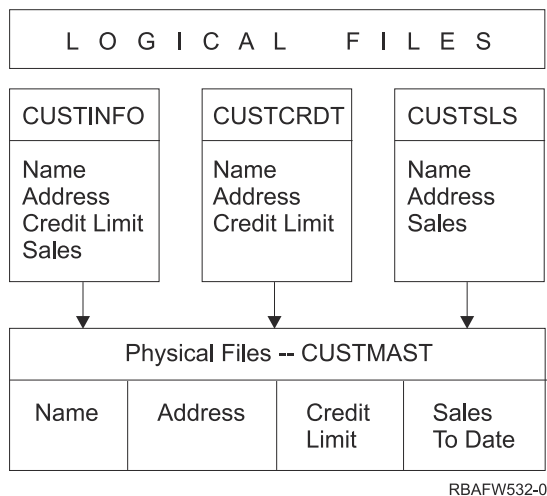 L O G I C A L F I L E S
CUSTINFO
Name
Address
Credit Limit
Sales
CUSTCRDT
Name
Address
Credit Limit
CUSTSLS
Name
Address
Sales
Physical Files -- CUSTMAST
Name
Address
Credit
Limit
Sales
To Date
RBAFW532-0